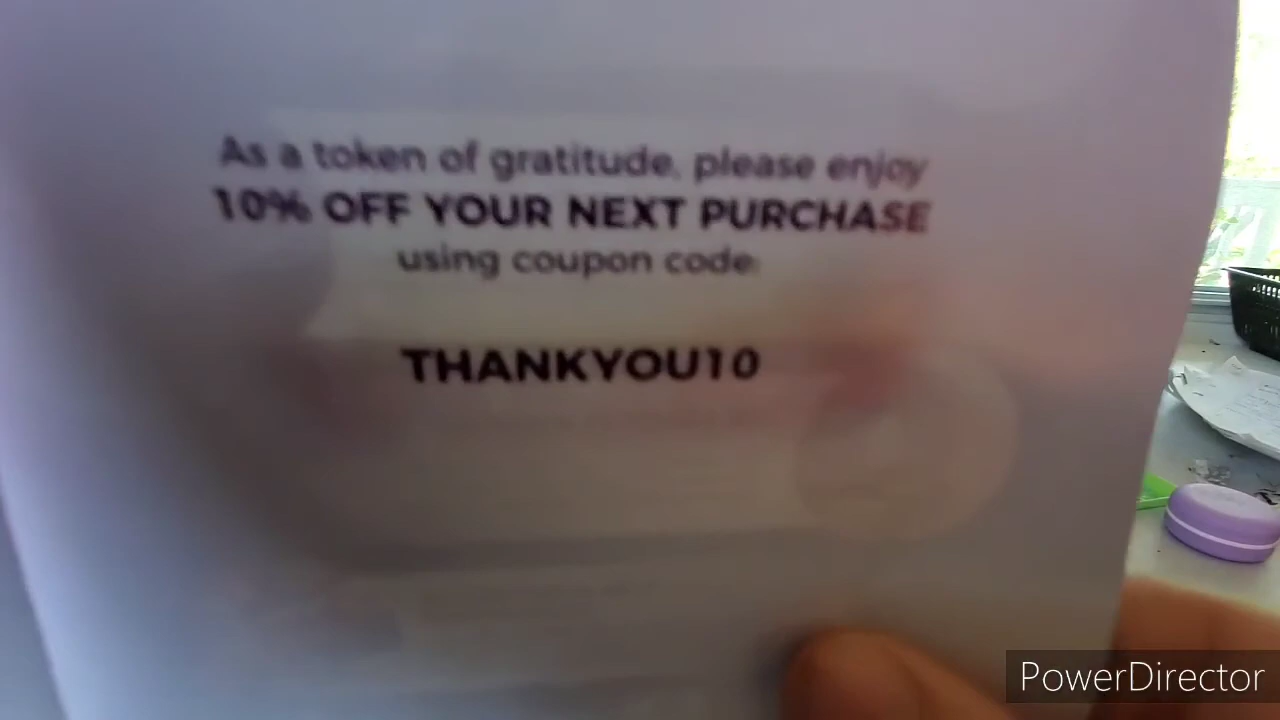 As a token of gratitude, please enjoy
10% OFF YOUR NEXT PURCHASE
using coupon code:
THANKYOU10
PowerDirector